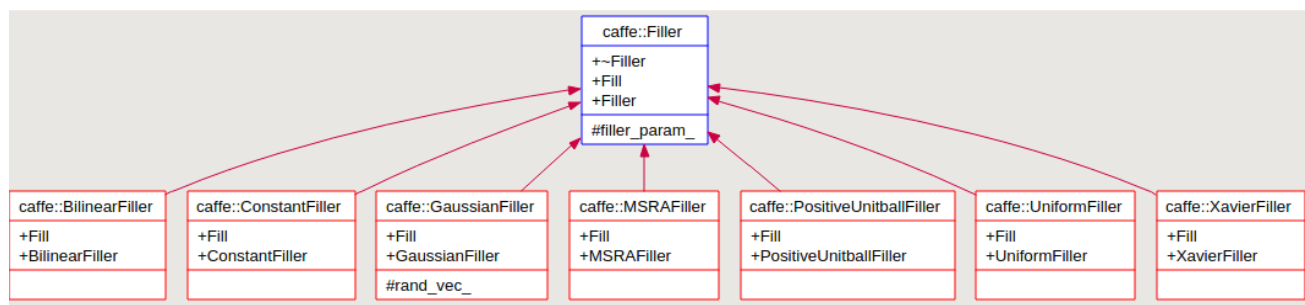 caffe::Filler
+~Filler
+Fill
+Filler
#filler_param_
caffe::BilinearFiller
+Fill
+BilinearFiller
caffe::ConstantFiller
+Fill
+ConstantFiller
caffe::GaussianFiller
+Fill
+GaussianFiller
#rand_vec_
caffe::MSRAFiller
+Fill
+MSRAFiller
caffe::PositiveUnitballFiller
+Fill
+PositiveUnitballFiller
caffe::UniformFiller
+Fill
+UniformFiller
caffe::XavierFiller
+Fill
+XavierFiller